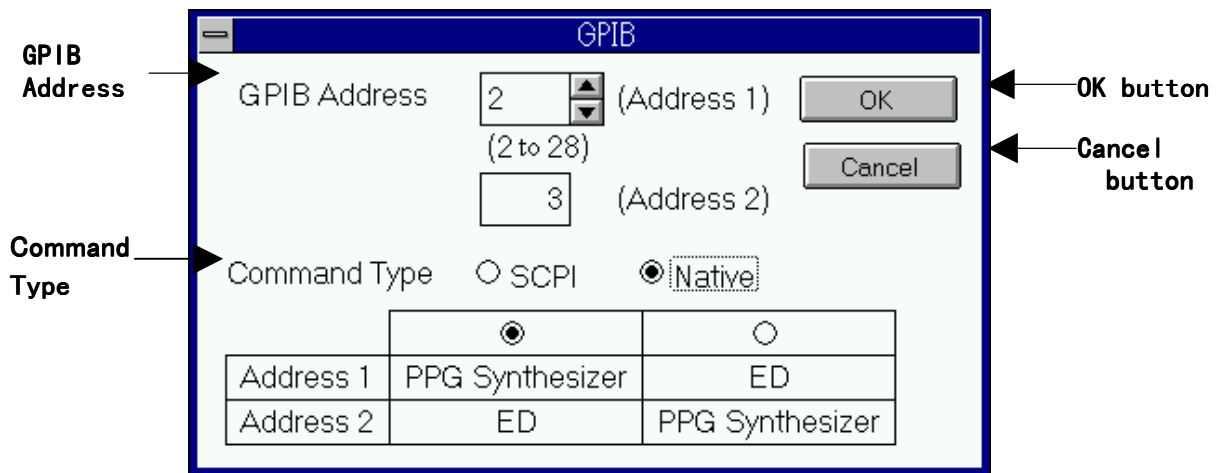 GPIB
GPIB
Address
GPIB Address
2
(Address 1)
OK
OK button
(2 to 28)
Cancel
Cancel
button
3
(Address 2)
Command
Type
Command Type
SCPI
Native
Address 1
PPG Synthesizer
ED
Address 2
ED
PPG Synthesizer